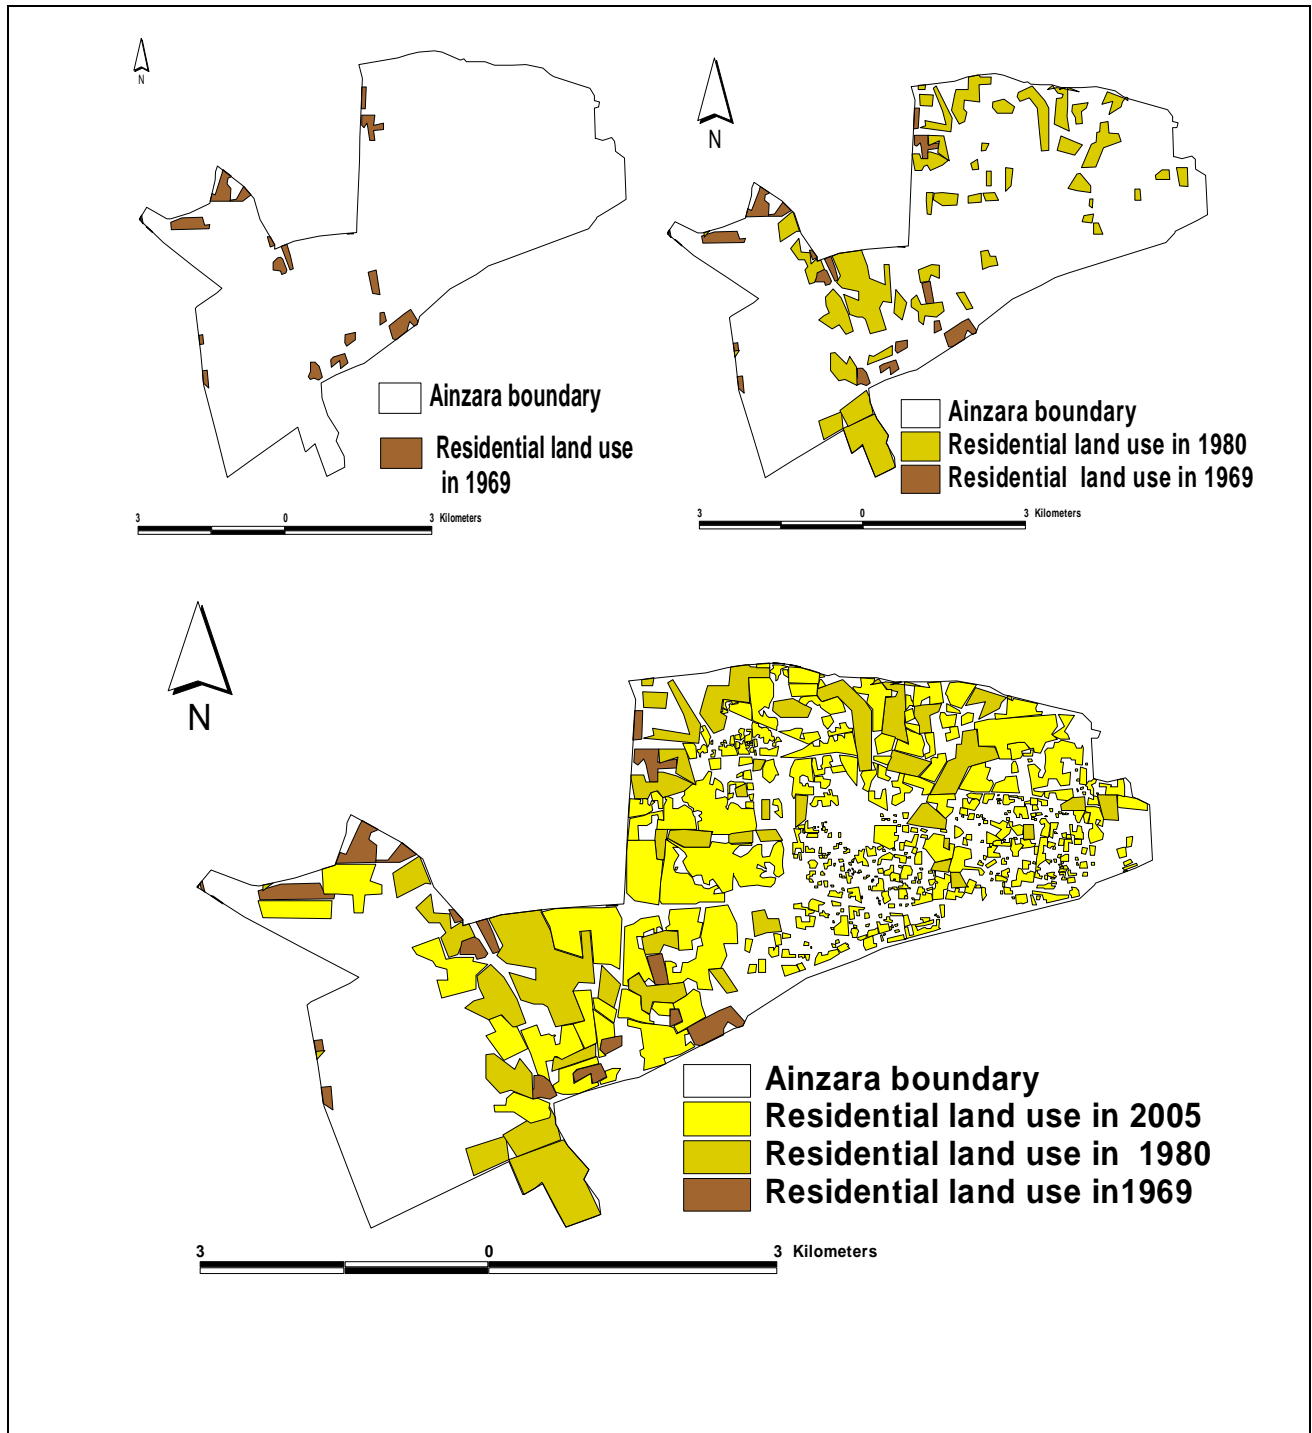 N
Ainzara boundary
Residential land use
in 1969
3 0 3 Kilometers
N
Ainzara boundary
Residential land use in 1980
Residential land use in 1969
3 0 3 Kilometers
N
Ainzara boundary
Residential land use in 2005
Residential land use in 1980
Residential land use in1969
3 0 3 Kilometers